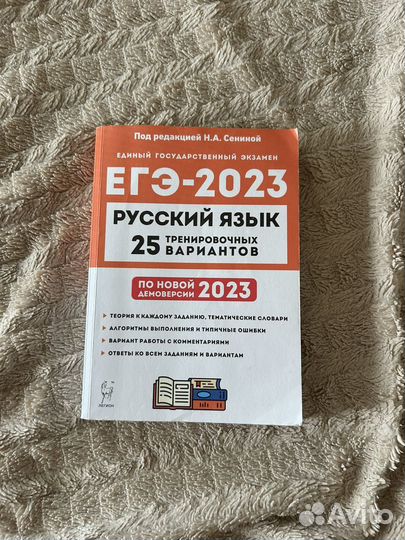 Под редакцией Н.А. Сениной
ЕДИНЫЙ ГОСУДАРСТВЕННЫЙ ЭКЗАМЕН
ЕГЭ-2023
РУССКИЙ ЯЗЫК
25 ТРЕНИРОВОЧНЫХ
ВАРИАНТОВ
ПО НОВОЙ
ДЕМОВЕРСИИ 2023
ТЕОРИЯ К КАЖДОМУ ЗАДАНИЮ, ТЕМАТИЧЕСКИЕ СЛОВАРИ
АЛГОРИТМЫ ВЫПОЛНЕНИЯ И ТИПИЧНЫЕ ОШИБКИ
ВАРИАНТ РАБОТЫ С КОММЕНТАРИЯМИ
ОТВЕТЫ КО ВСЕМ ЗАДАНИЯМ И ВАРИАНТАМ
ЛЕГИОН
Avito